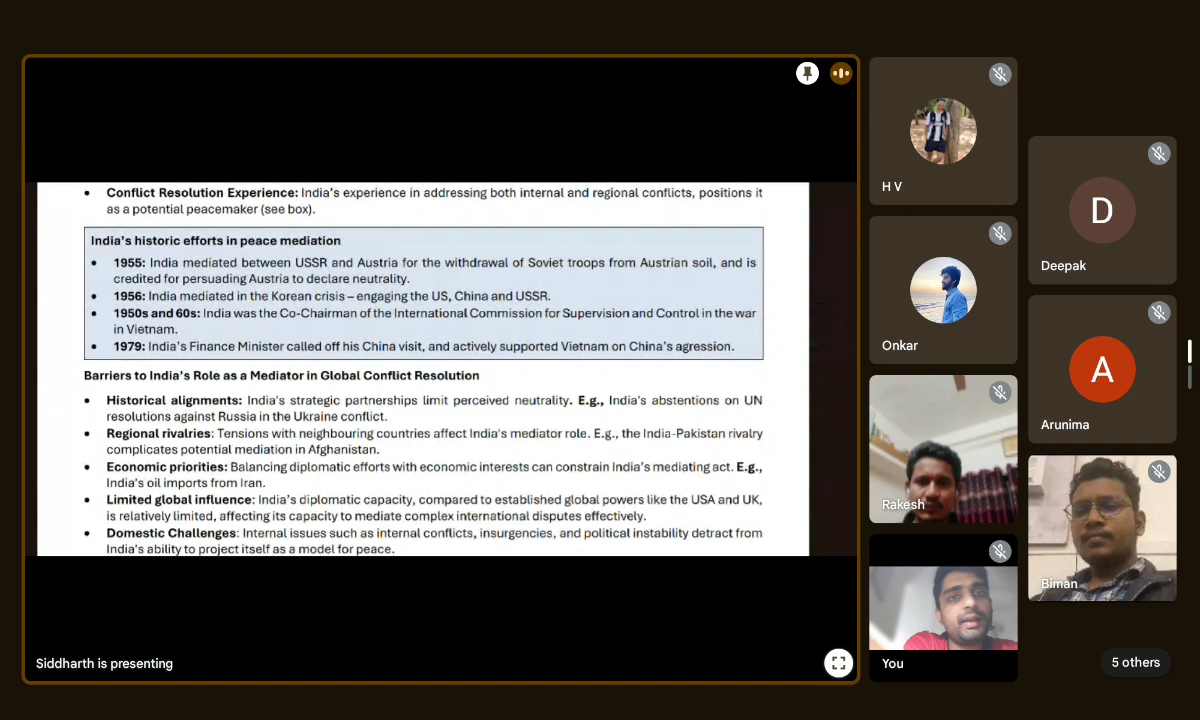 • Conflict Resolution Experience: India's experience in addressing both internal and regional conflicts, positions it
as a potential peacemaker (see box).
India's historic efforts in peace mediation
• 1955: India mediated between USSR and Austria for the withdrawal of Soviet troops from Austrian soil, and is
credited for persuading Austria to declare neutrality.
• 1956: India mediated in the Korean crisis – engaging the US, China and USSR.
• 1950s and 60s: India was the Co-Chairman of the International Commission for Supervision and Control in the war
in Vietnam.
• 1979: India's Finance Minister called off his China visit, and actively supported Vietnam on China's agression.
Barriers to India's Role as a Mediator in Global Conflict Resolution
• Historical alignments: India's strategic partnerships limit perceived neutrality. E.g., India's abstentions on UN
resolutions against Russia in the Ukraine conflict.
• Regional rivalries: Tensions with neighbouring countries affect India's mediator role. E.g., the India-Pakistan rivalry
complicates potential mediation in Afghanistan.
• Economic priorities: Balancing diplomatic efforts with economic interests can constrain India's mediating act. E.g.,
India's oil imports from Iran.
• Limited global influence: India's diplomatic capacity, compared to established global powers like the USA and UK,
is relatively limited, affecting its capacity to mediate complex international disputes effectively.
• Domestic Challenges: Internal issues such as internal conflicts, insurgencies, and political instability detract from
India's ability to project itself as a model for peace.
Siddharth is presenting
H V
Onkar
Rakesh
You
D
Deepak
A
Arunima
Biman
5 others